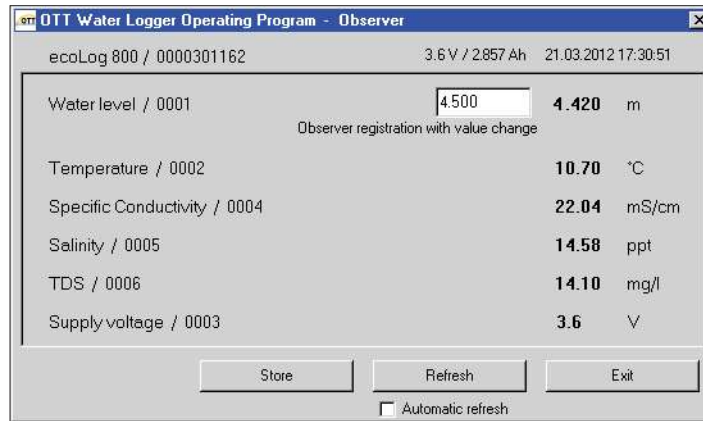 OTT OTT Water Logger Operating Program - Observer
ecoLog 800 / 0000301162 3.6 V / 2.857 Ah 21.03.2012 17:30:51
Water level / 0001 4.500 4.420 m
Observer registration with value change
Temperature / 0002 10.70 °C
Specific Conductivity / 0004 22.04 mS/cm
Salinity / 0005 14.58 ppt
TDS / 0006 14.10 mg/l
Supply voltage / 0003 3.6 V
Store Refresh Exit
Automatic refresh